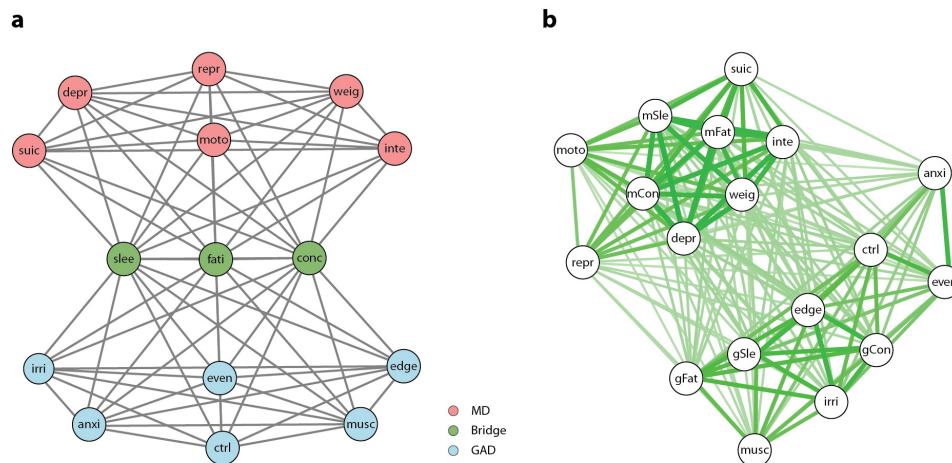 a
repr
depr
weig
moto
suic
inte
slee
fati
conc
irri
even
edge
anxi
musc
ctrl
MD
Bridge
GAD
b
suic
mSle
mFat
inte
moto
anxi
mCon
weig
depr
ctrl
repr
even
edge
gSle
gCon
gFat
irri
musc